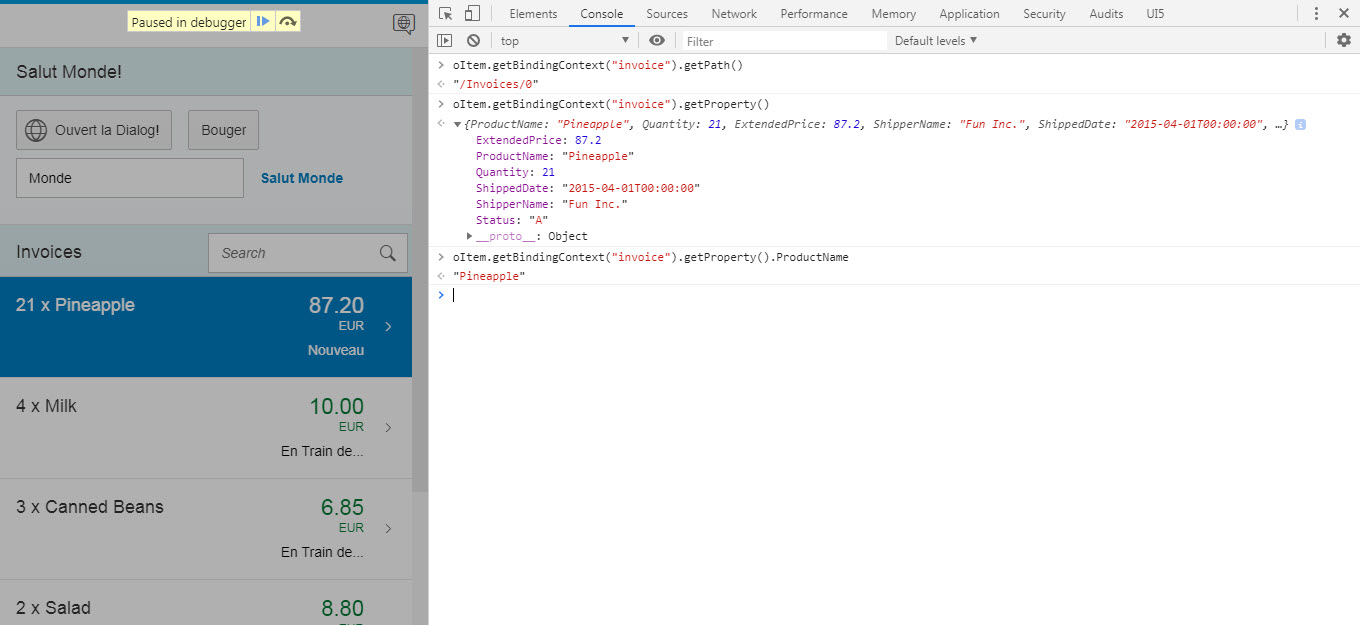 Paused in debugger
Salut Monde!
Ouvert la Dialog!
Bouger
Monde
Salut Monde
Invoices
Search
21 x Pineapple
87.20
EUR
Nouveau
4 x Milk
10.00
EUR
En Train de...
3 x Canned Beans
6.85
EUR
En Train de...
2 x Salad
8.80
Elements Console Sources Network Performance Memory Application Security Audits UI5
top Filter Default levels
oItem.getBindingContext("invoice").getPath()
"/Invoices/0"
oItem.getBindingContext("invoice").getProperty()
{ProductName: "Pineapple", Quantity: 21, ExtendedPrice: 87.2, ShipperName: "Fun Inc.", ShippedDate: "2015-04-01T00:00:00", …}
ExtendedPrice: 87.2
ProductName: "Pineapple"
Quantity: 21
ShippedDate: "2015-04-01T00:00:00"
ShipperName: "Fun Inc."
Status: "A"
__proto__: Object
oItem.getBindingContext("invoice").getProperty().ProductName
"Pineapple"